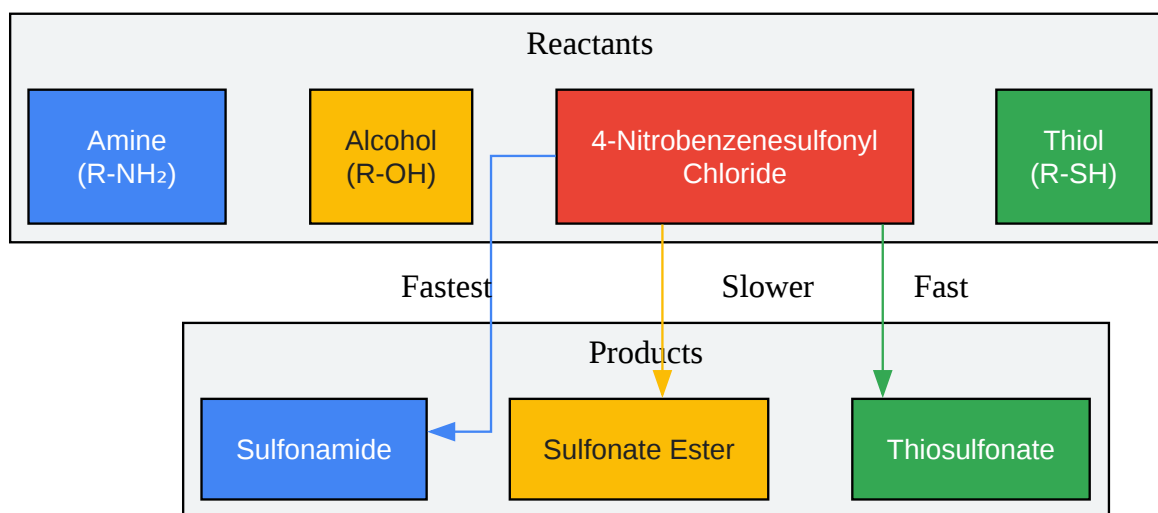 Reactants
Amine
(R-NH₂)
Alcohol
(R-OH)
4-Nitrobenzenesulfonyl
Chloride
Thiol
(R-SH)
Fastest
Slower
Fast
Products
Sulfonamide
Sulfonate Ester
Thiosulfonate